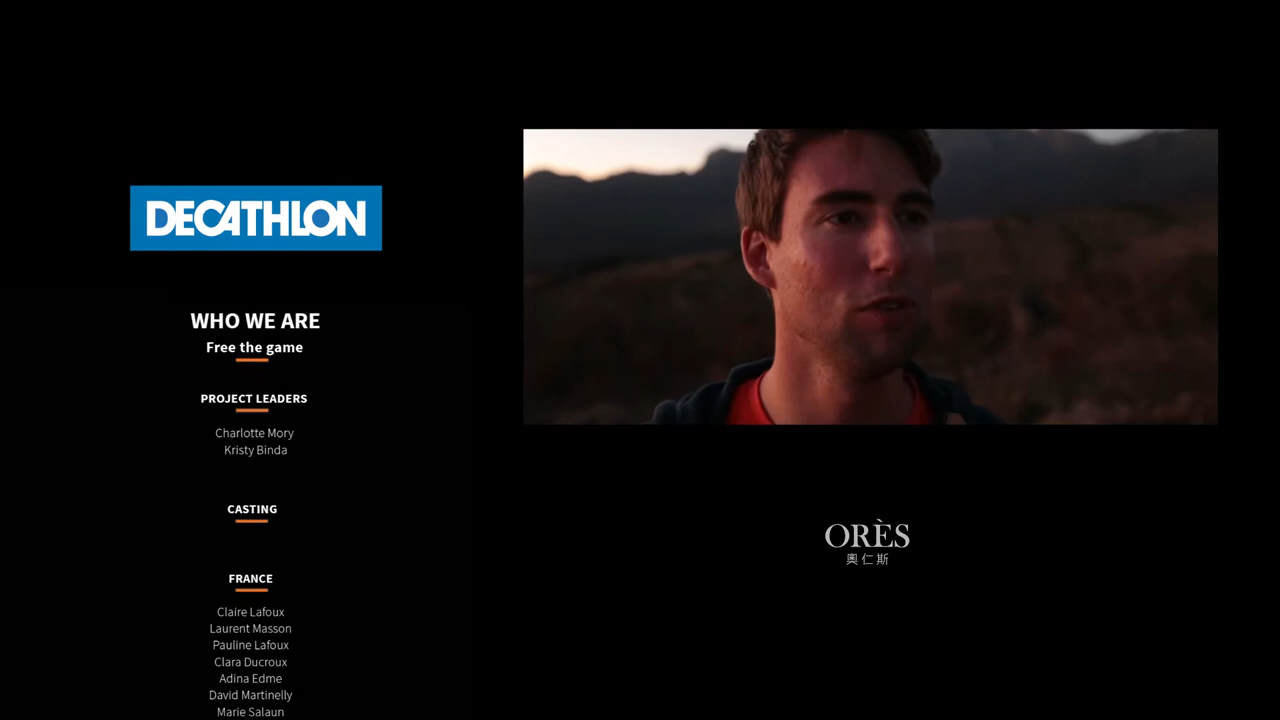 DECATHLON
WHO WE ARE
Free the game
PROJECT LEADERS
Charlotte Mory
Kristy Binda
CASTING
FRANCE
Claire Lafoux
Laurent Masson
Pauline Lafoux
Clara Ducroux
Adina Edme
David Martinelly
Marie Salaun
ORÈS
奧仁斯